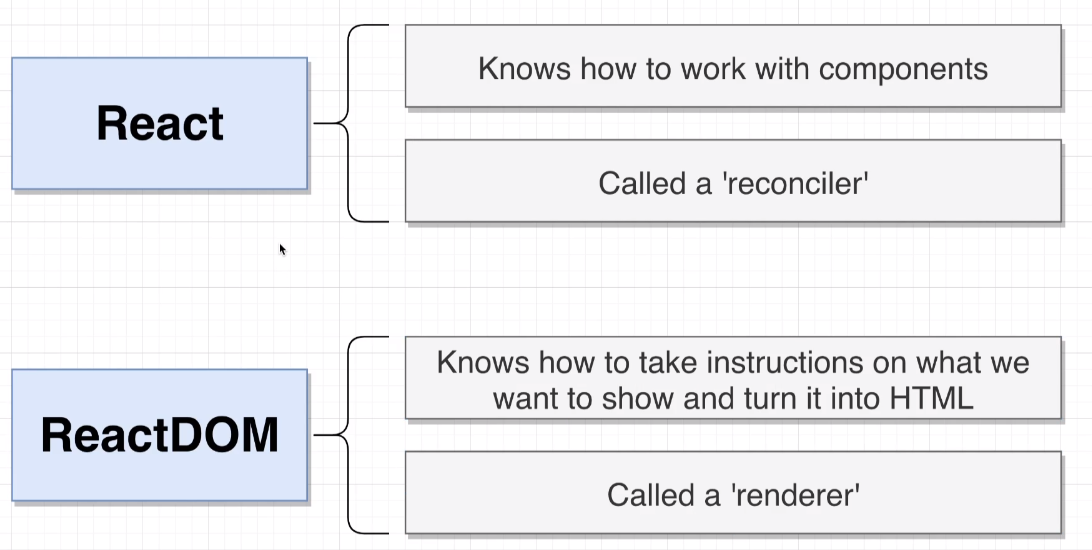 React
Knows how to work with components
Called a 'reconciler'
ReactDOM
Knows how to take instructions on what we
want to show and turn it into HTML
Called a 'renderer'